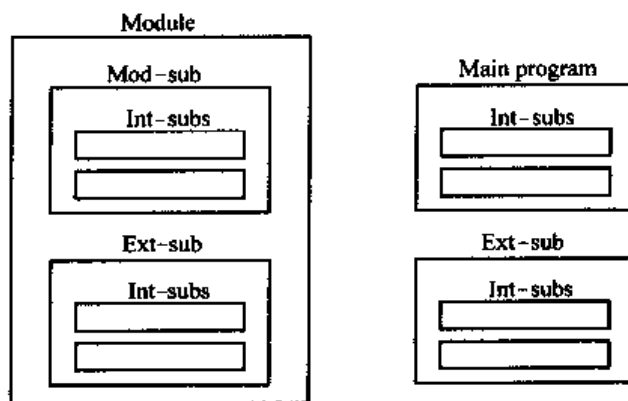 Module
Mod-sub
Int-subs
Ext-sub
Int-subs
Main program
Int-subs
Ext-sub
Int-subs